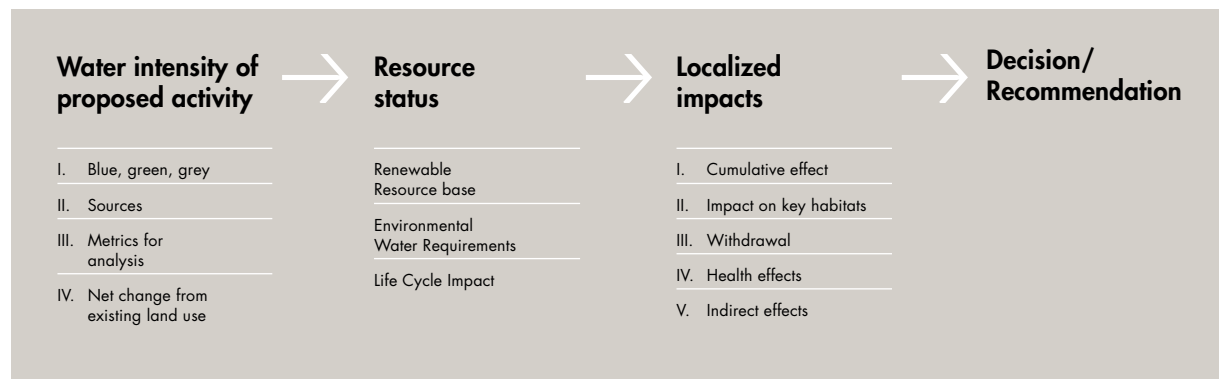 Water intensity of
proposed activity
I. Blue, green, grey
II. Sources
III. Metrics for
analysis
IV. Net change from
existing land use
Resource
status
Renewable
Resource base
Environmental
Water Requirements
Life Cycle Impact
Localized
impacts
I. Cumulative effect
II. Impact on key habitats
III. Withdrawal
IV. Health effects
V. Indirect effects
Decision/
Recommendation